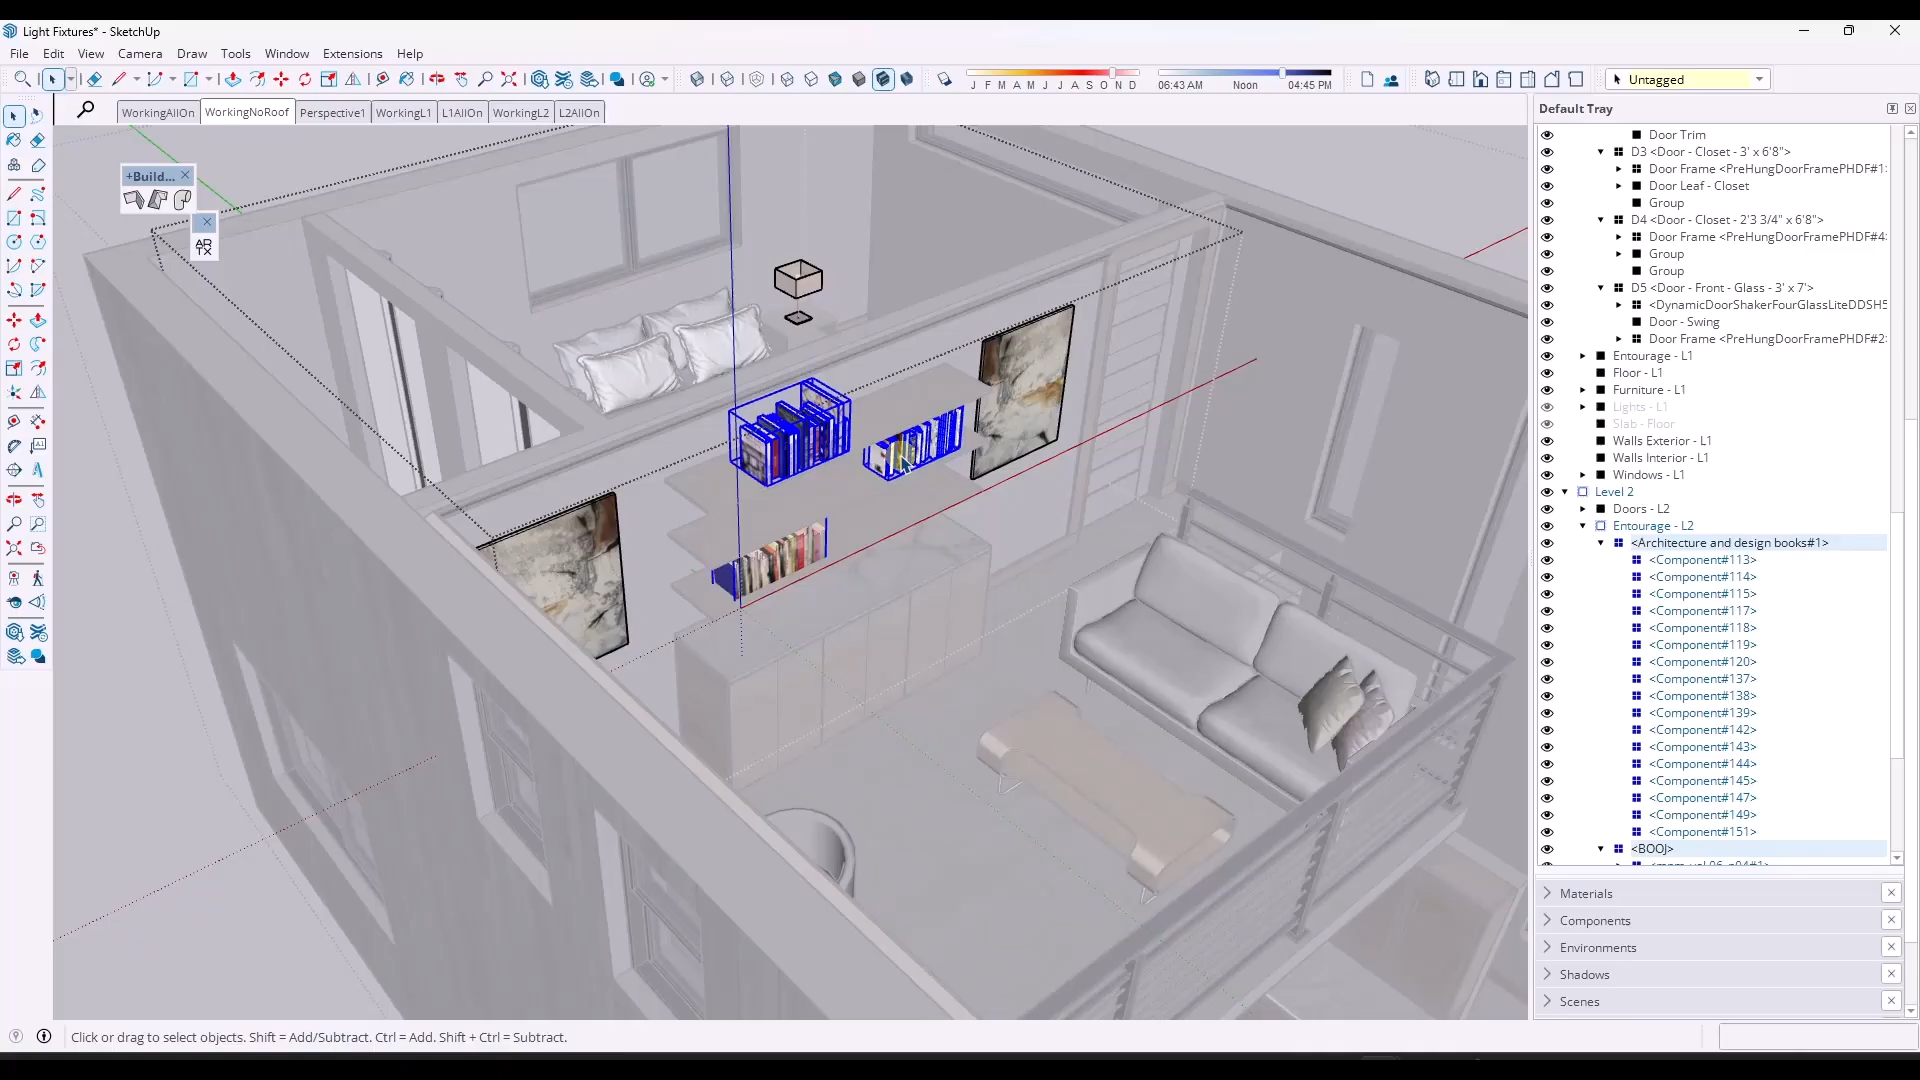 Light Fixtures* - SketchUp
File Edit View Camera Draw Tools Window Extensions Help
J F M A M J J A S O N D
06:43 AM Noon 04:45 PM
Untagged
WorkingAllOn WorkingNoRoof Perspective1 WorkingL1 L1AllOn WorkingL2 L2AllOn
Default Tray
+Build...
AR
TX
Door Trim
D3 <Door - Closet - 3' x 6'8">
Door Frame <PreHungDoorFramePHDF#1>
Door Leaf - Closet
Group
D4 <Door - Closet - 2'3 3/4" x 6'8">
Door Frame <PreHungDoorFramePHDF#4>
Group
Group
D5 <Door - Front - Glass - 3' x 7'>
<DynamicDoorShakerFourGlassLiteDDSH5
Door - Swing
Door Frame <PreHungDoorFramePHDF#2>
Entourage - L1
Floor - L1
Furniture - L1
Lights - L1
Slab - Floor
Walls Exterior - L1
Walls Interior - L1
Windows - L1
Level 2
Doors - L2
Entourage - L2
<Architecture and design books#1>
<Component#113>
<Component#114>
<Component#115>
<Component#117>
<Component#118>
<Component#119>
<Component#120>
<Component#137>
<Component#138>
<Component#139>
<Component#142>
<Component#143>
<Component#144>
<Component#145>
<Component#147>
<Component#149>
<Component#151>
<BOOJ>
Materials
Components
Environments
Shadows
Scenes
Click or drag to select objects. Shift = Add/Subtract. Ctrl = Add. Shift + Ctrl = Subtract.